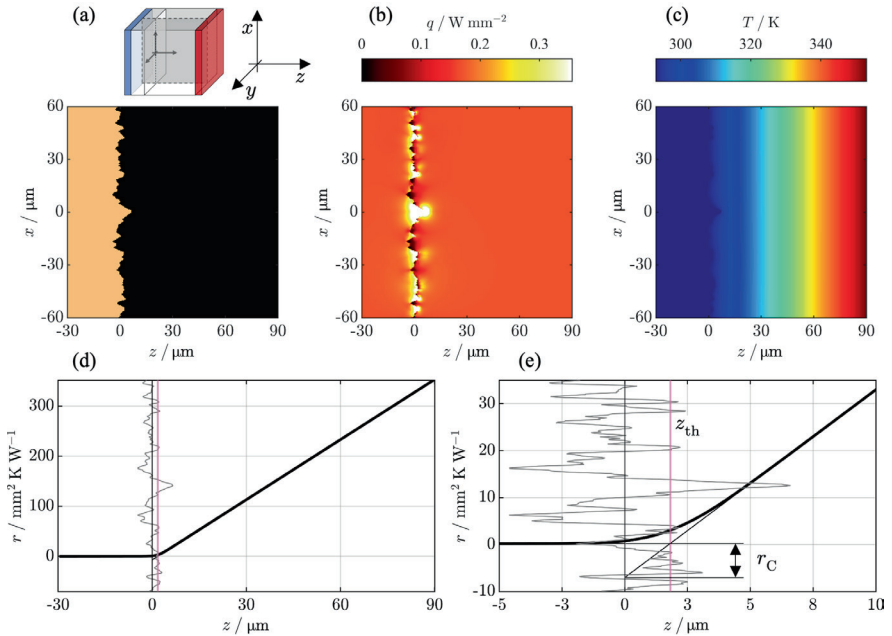 (a)
x
y
z
(b)
q / W mm⁻²
0 0.1 0.2 0.3
(c)
T / K
300 320 340
60
30
0
-30
-60
x / µm
-30 0 30 60 90
z / µm
60
30
0
-30
-60
x / µm
-30 0 30 60 90
z / µm
60
30
0
-30
-60
x / µm
-30 0 30 60 90
z / µm
(d)
300
200
100
0
r / mm² K W⁻¹
-30 0 30 60 90
z / µm
(e)
30
20
10
0
-10
r / mm² K W⁻¹
z_th
r_C
-5 -3 0 3 5 8 10
z / µm